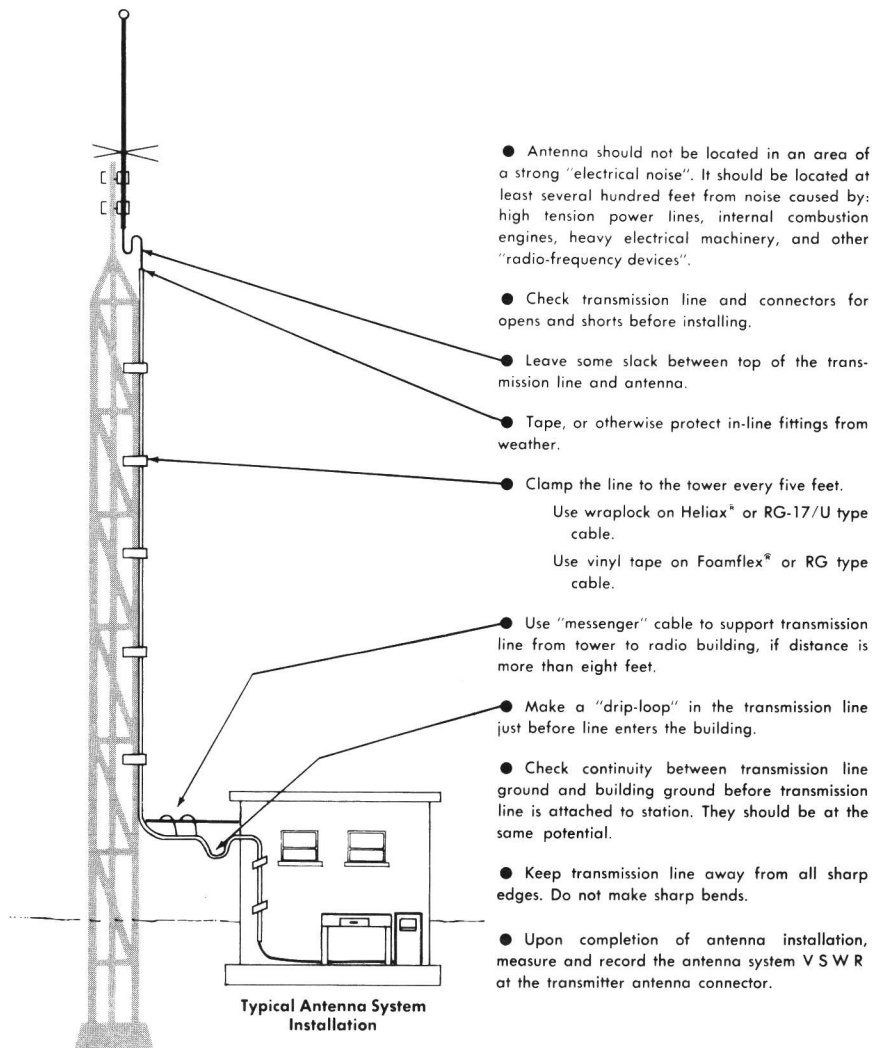 ● Antenna should not be located in an area of
a strong "electrical noise". It should be located at
least several hundred feet from noise caused by:
high tension power lines, internal combustion
engines, heavy electrical machinery, and other
"radio-frequency devices".
● Check transmission line and connectors for
opens and shorts before installing.
● Leave some slack between top of the trans-
mission line and antenna.
● Tape, or otherwise protect in-line fittings from
weather.
● Clamp the line to the tower every five feet.
Use wraplock on Heliax® or RG-17/U type
cable.
Use vinyl tape on Foamflex® or RG type
cable.
● Use "messenger" cable to support transmission
line from tower to radio building, if distance is
more than eight feet.
● Make a "drip-loop" in the transmission line
just before line enters the building.
● Check continuity between transmission line
ground and building ground before transmission
line is attached to station. They should be at the
same potential.
● Keep transmission line away from all sharp
edges. Do not make sharp bends.
● Upon completion of antenna installation,
measure and record the antenna system V S W R
at the transmitter antenna connector.
Typical Antenna System
Installation